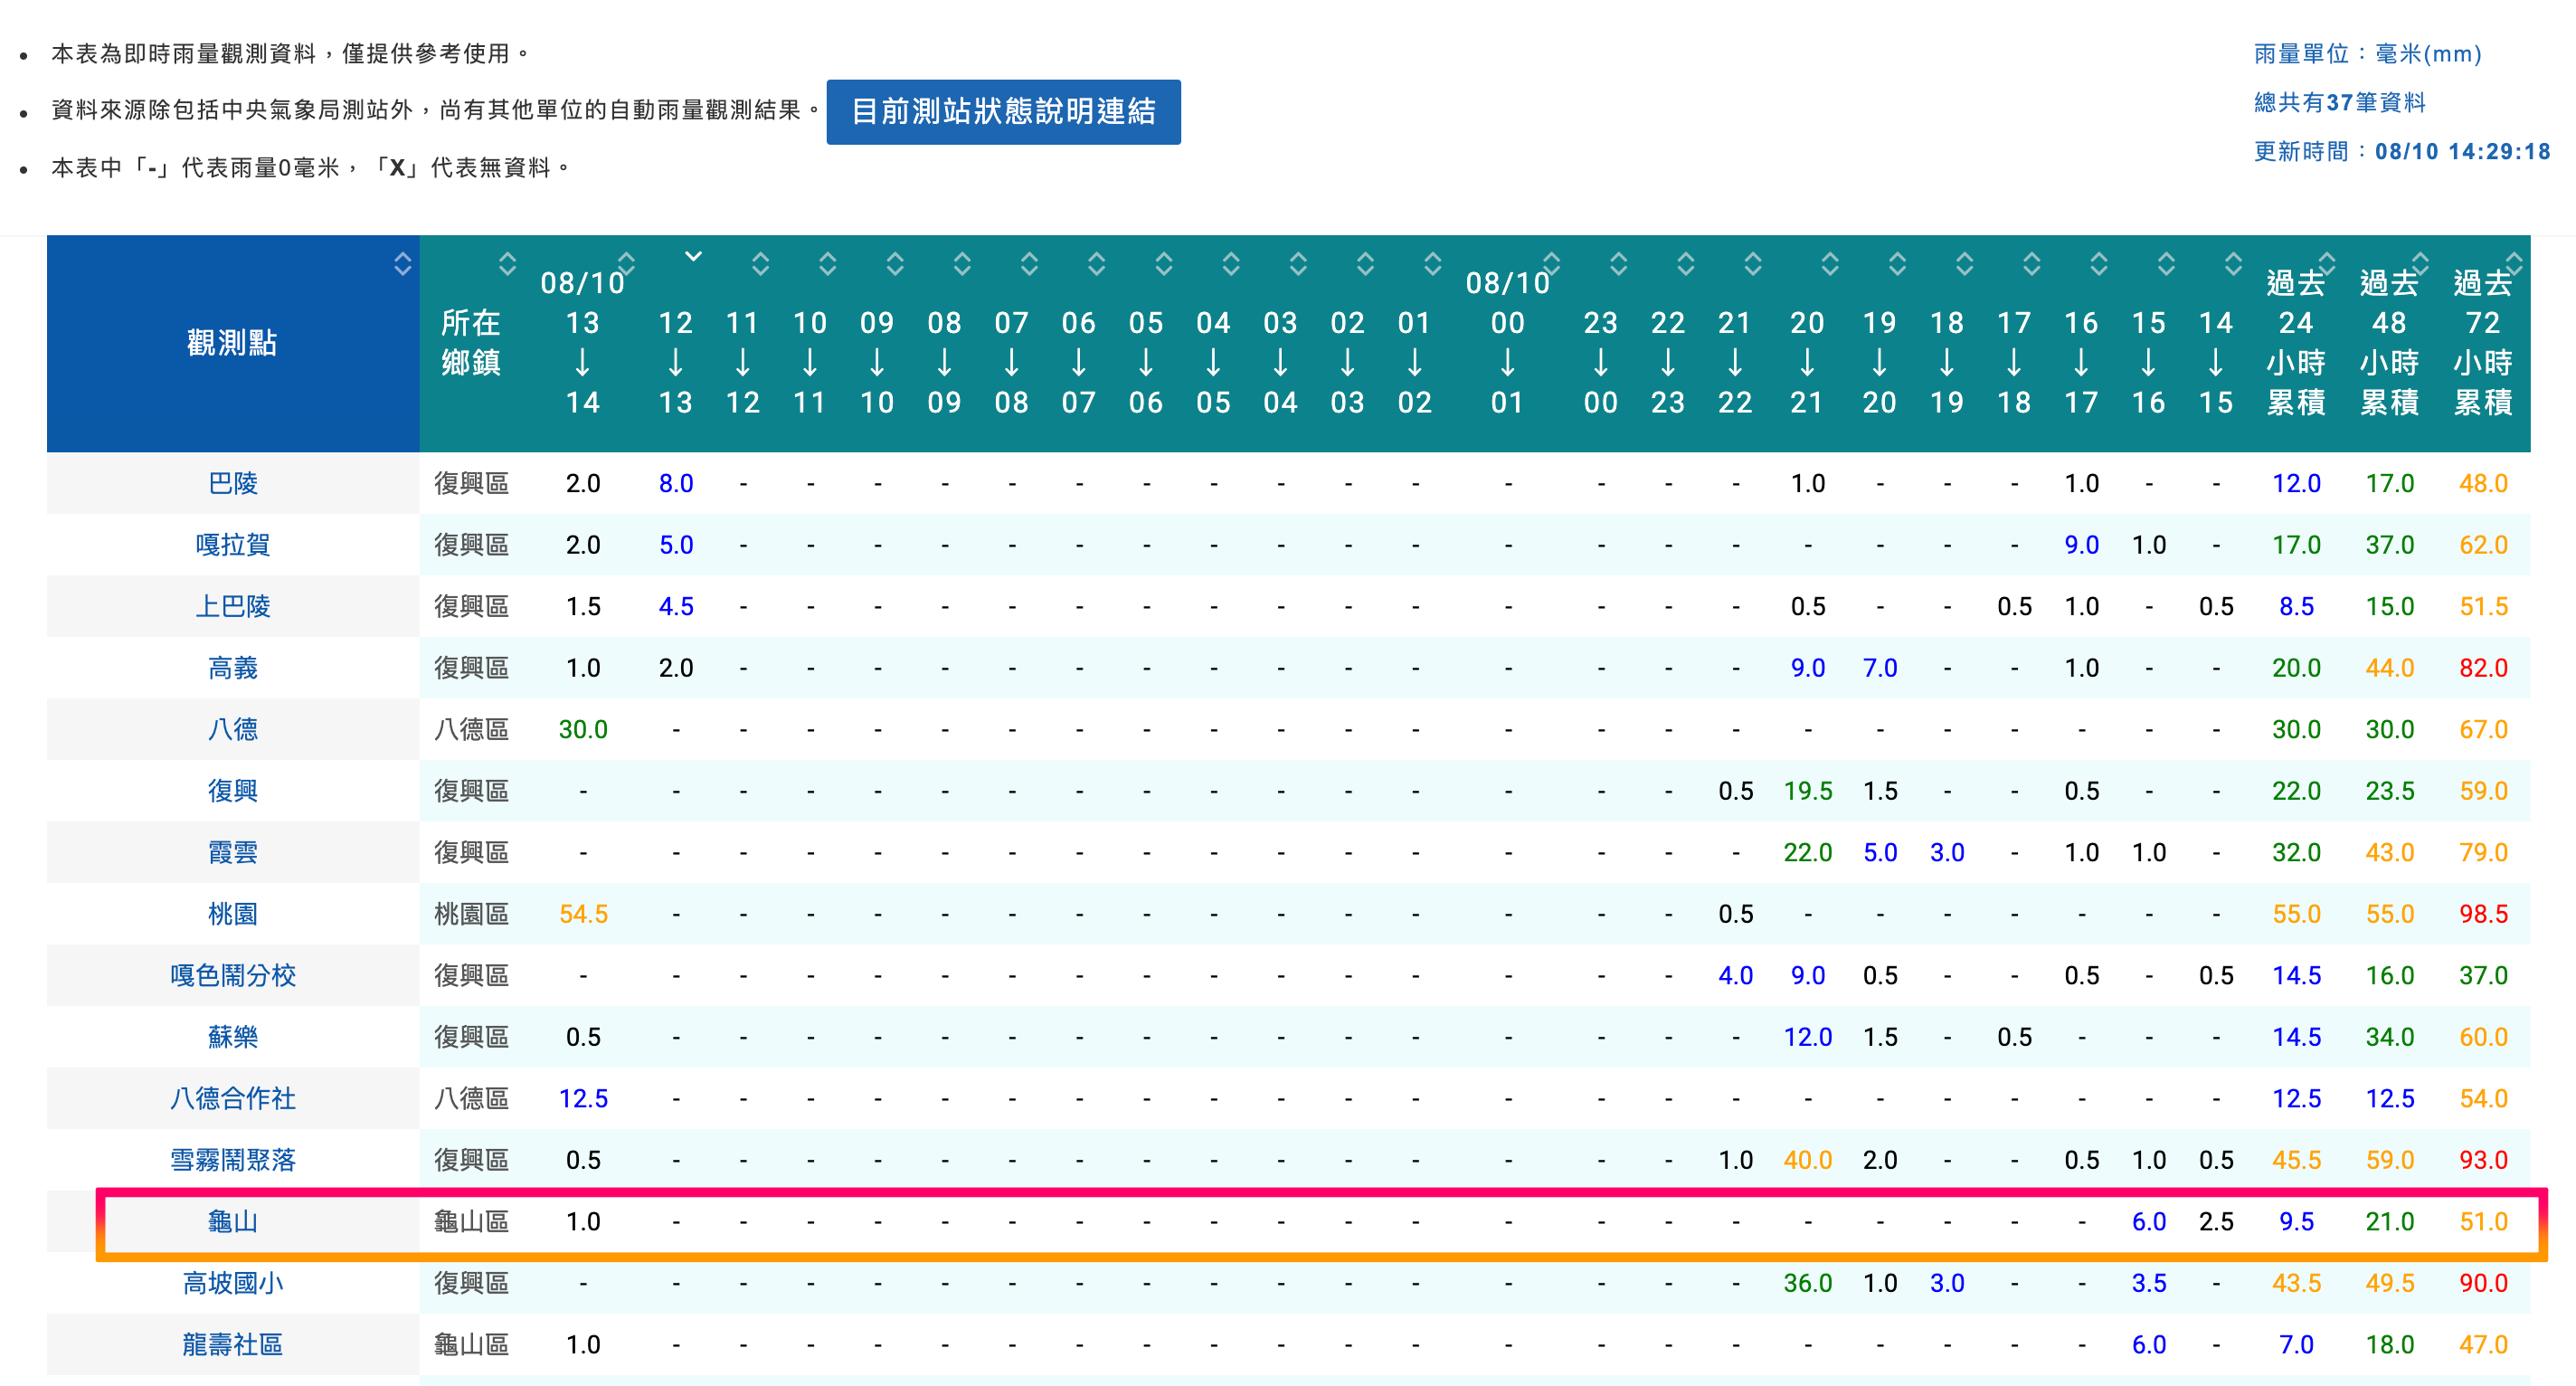 本表為即時雨量觀測資料，僅提供參考使用。
資料來源除包括中央氣象局測站外，尚有其他單位的自動雨量觀測結果。 目前測站狀態說明連結
本表中「-」代表雨量0毫米，「X」代表無資料。
雨量單位：毫米(mm)
總共有37筆資料
更新時間：08/10 14:29:18
觀測點 所在鄉鎮 08/10 13↓14 12↓13 11↓12 10↓11 09↓10 08↓09 07↓08 06↓07 05↓06 04↓05 03↓04 02↓03 01↓02 08/10 00↓01 23↓00 22↓23 21↓22 20↓21 19↓20 18↓19 17↓18 16↓17 15↓16 14↓15 過去24小時累積 過去48小時累積 過去72小時累積
巴陵 復興區 2.0 8.0 - - - - - - - - - - - - - - - 1.0 - - - 1.0 - - 12.0 17.0 48.0
嘎拉賀 復興區 2.0 5.0 - - - - - - - - - - - - - - - - - - - 9.0 1.0 - 17.0 37.0 62.0
上巴陵 復興區 1.5 4.5 - - - - - - - - - - - - - - - 0.5 - - 0.5 1.0 - 0.5 8.5 15.0 51.5
高義 復興區 1.0 2.0 - - - - - - - - - - - - - - - 9.0 7.0 - - 1.0 - - 20.0 44.0 82.0
八德 八德區 30.0 - - - - - - - - - - - - - - - - - - - - - - - 30.0 30.0 67.0
復興 復興區 - - - - - - - - - - - - - - - - 0.5 19.5 1.5 - - 0.5 - - 22.0 23.5 59.0
霞雲 復興區 - - - - - - - - - - - - - - - - - 22.0 5.0 3.0 - 1.0 1.0 - 32.0 43.0 79.0
桃園 桃園區 54.5 - - - - - - - - - - - - - - - 0.5 - - - - - - - 55.0 55.0 98.5
嘎色鬧分校 復興區 - - - - - - - - - - - - - - - - 4.0 9.0 0.5 - - 0.5 - 0.5 14.5 16.0 37.0
蘇樂 復興區 0.5 - - - - - - - - - - - - - - - - 12.0 1.5 - 0.5 - - - 14.5 34.0 60.0
八德合作社 八德區 12.5 - - - - - - - - - - - - - - - - - - - - - - - 12.5 12.5 54.0
雪霧鬧聚落 復興區 0.5 - - - - - - - - - - - - - - - 1.0 40.0 2.0 - - 0.5 1.0 0.5 45.5 59.0 93.0
龜山 龜山區 1.0 - - - - - - - - - - - - - - - - - - - - - 6.0 2.5 9.5 21.0 51.0
高坡國小 復興區 - - - - - - - - - - - - - - - - - 36.0 1.0 3.0 - - 3.5 - 43.5 49.5 90.0
龍壽社區 龜山區 1.0 - - - - - - - - - - - - - - - - - - - - - 6.0 - 7.0 18.0 47.0